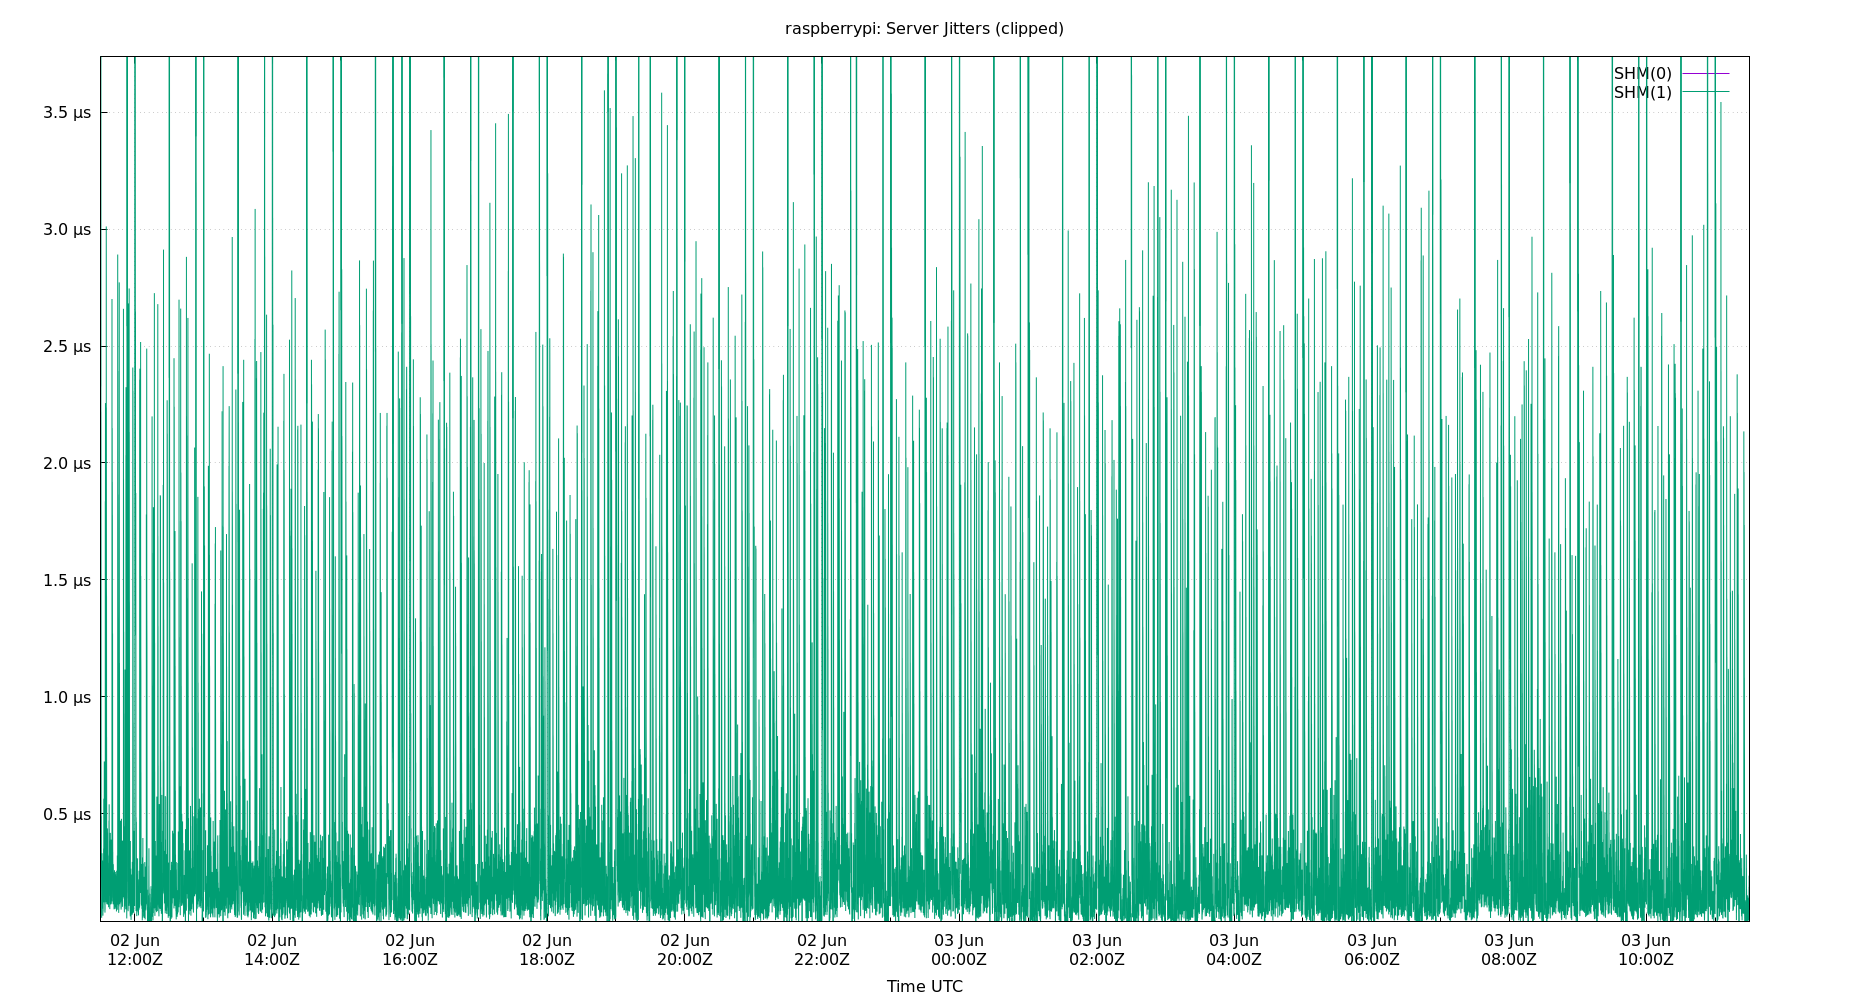 raspberrypi: Server Jitters (clipped)
SHM(0)
SHM(1)
3.5 μs
3.0 μs
2.5 μs
2.0 μs
1.5 μs
1.0 μs
0.5 μs
02 Jun 02 Jun 02 Jun 02 Jun 02 Jun 02 Jun 03 Jun 03 Jun 03 Jun 03 Jun 03 Jun 03 Jun
12:00Z 14:00Z 16:00Z 18:00Z 20:00Z 22:00Z 00:00Z 02:00Z 04:00Z 06:00Z 08:00Z 10:00Z
Time UTC